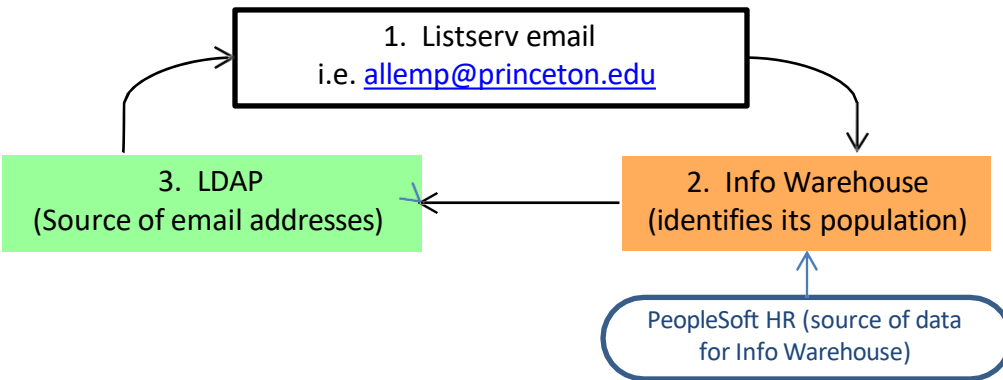 1. Listserv email
i.e. allemp@princeton.edu
3. LDAP
(Source of email addresses)
2. Info Warehouse
(identifies its population)
PeopleSoft HR (source of data
for Info Warehouse)